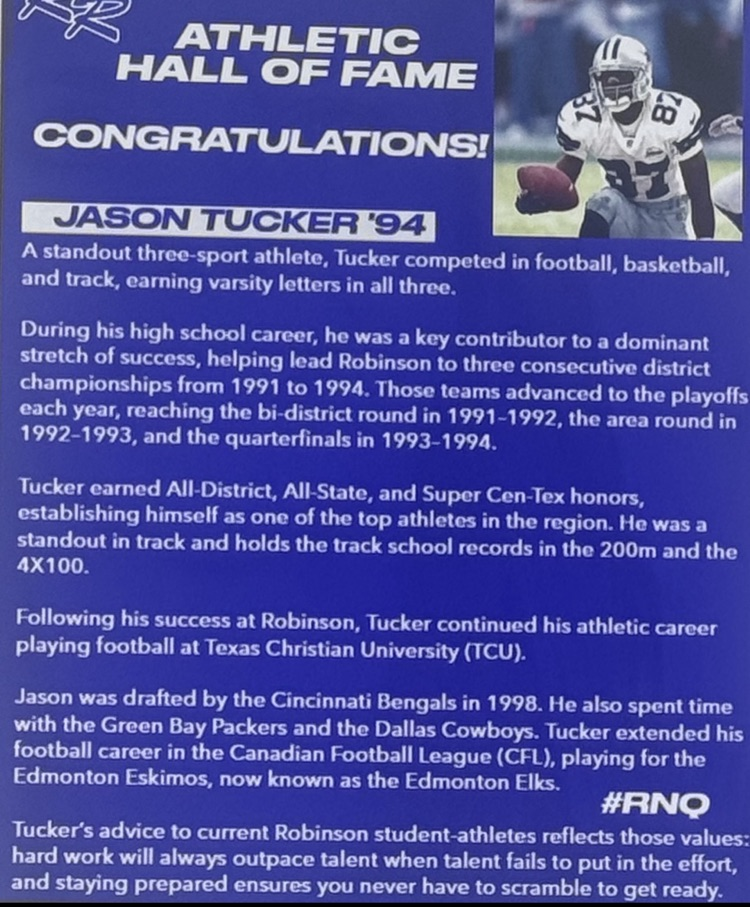 RR
ATHLETIC
HALL OF FAME
CONGRATULATIONS!
87 87
87
JASON TUCKER '94
A standout three-sport athlete, Tucker competed in football, basketball,
and track, earning varsity letters in all three.
During his high school career, he was a key contributor to a dominant
stretch of success, helping lead Robinson to three consecutive district
championships from 1991 to 1994. Those teams advanced to the playoffs
each year, reaching the bi-district round in 1991-1992, the area round in
1992-1993, and the quarterfinals in 1993-1994.
Tucker earned All-District, All-State, and Super Cen-Tex honors,
establishing himself as one of the top athletes in the region. He was a
standout in track and holds the track school records in the 200m and the
4X100.
Following his success at Robinson, Tucker continued his athletic career
playing football at Texas Christian University (TCU).
Jason was drafted by the Cincinnati Bengals in 1998. He also spent time
with the Green Bay Packers and the Dallas Cowboys. Tucker extended his
football career in the Canadian Football League (CFL), playing for the
Edmonton Eskimos, now known as the Edmonton Elks.
#RNQ
Tucker's advice to current Robinson student-athletes reflects those values:
hard work will always outpace talent when talent fails to put in the effort,
and staying prepared ensures you never have to scramble to get ready.